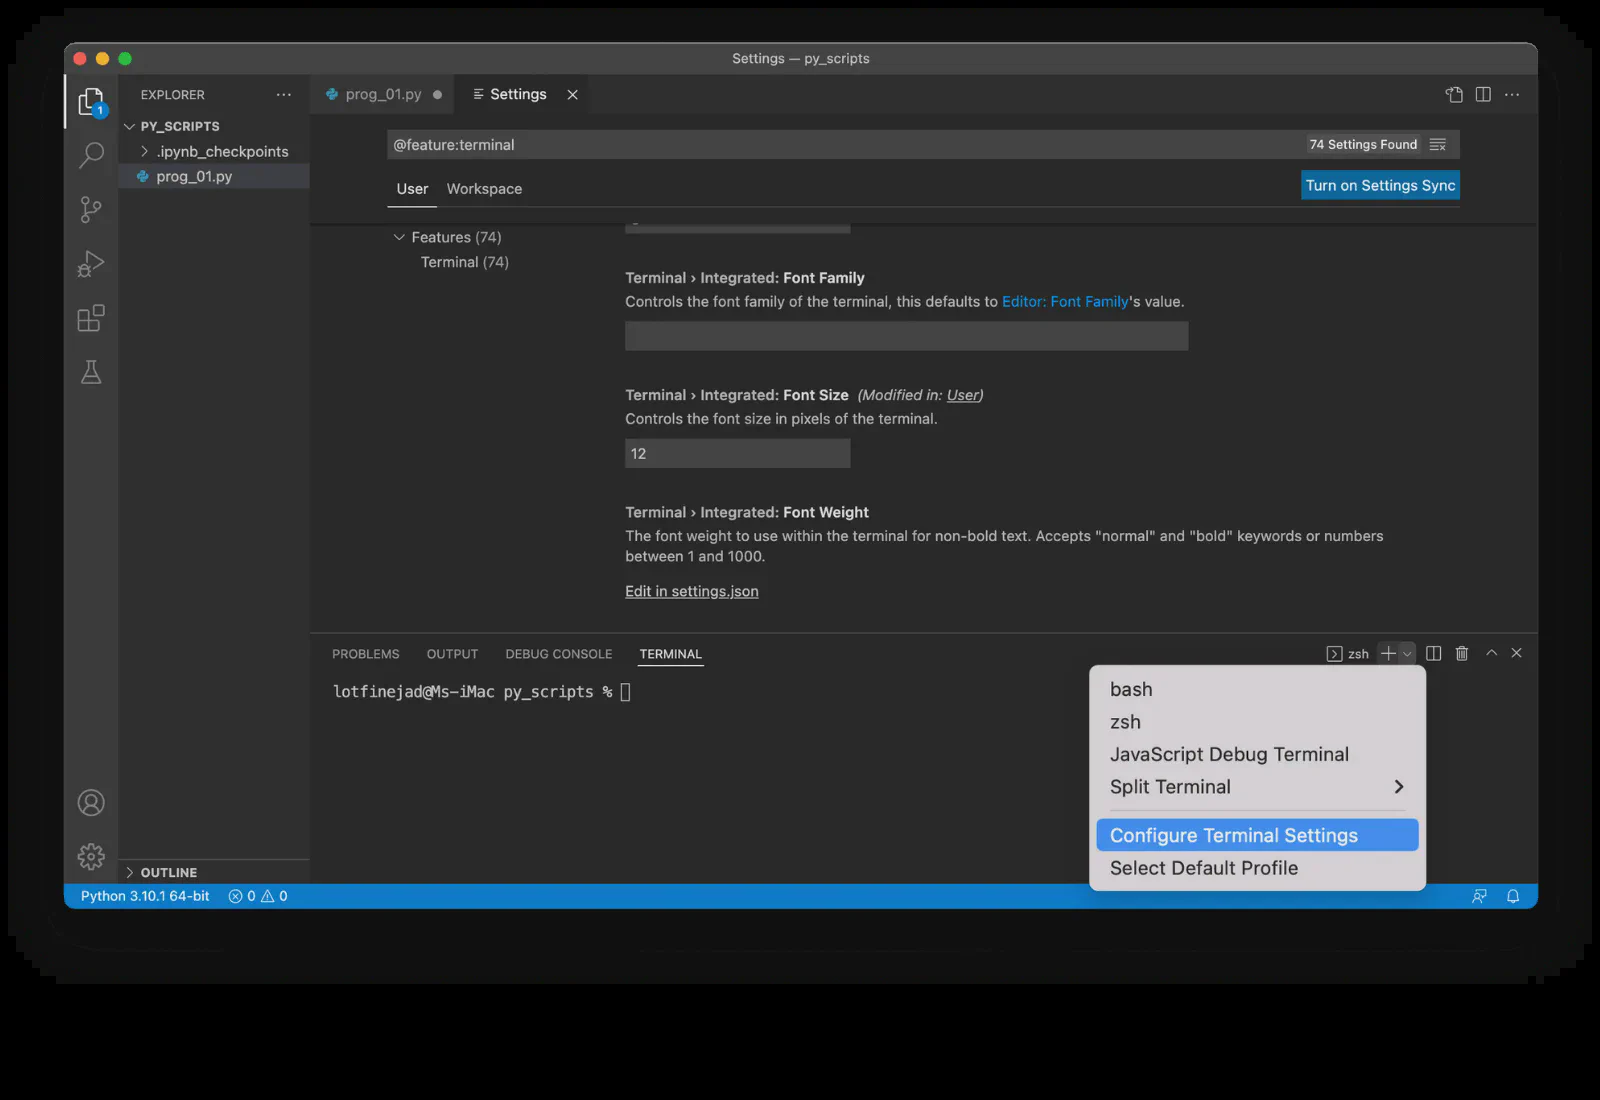 Settings — py_scripts
EXPLORER
prog_01.py
Settings
1
PY_SCRIPTS
.ipynb_checkpoints
prog_01.py
@feature:terminal
74 Settings Found
User
Workspace
Turn on Settings Sync
Features (74)
Terminal (74)
Terminal › Integrated: Font Family
Controls the font family of the terminal, this defaults to Editor: Font Family's value.
Terminal › Integrated: Font Size (Modified in: User)
Controls the font size in pixels of the terminal.
12
Terminal › Integrated: Font Weight
The font weight to use within the terminal for non-bold text. Accepts "normal" and "bold" keywords or numbers
between 1 and 1000.
Edit in settings.json
PROBLEMS
OUTPUT
DEBUG CONSOLE
TERMINAL
zsh
lotfinejad@Ms-iMac py_scripts %
bash
zsh
JavaScript Debug Terminal
Split Terminal
Configure Terminal Settings
Select Default Profile
OUTLINE
Python 3.10.1 64-bit
0
0